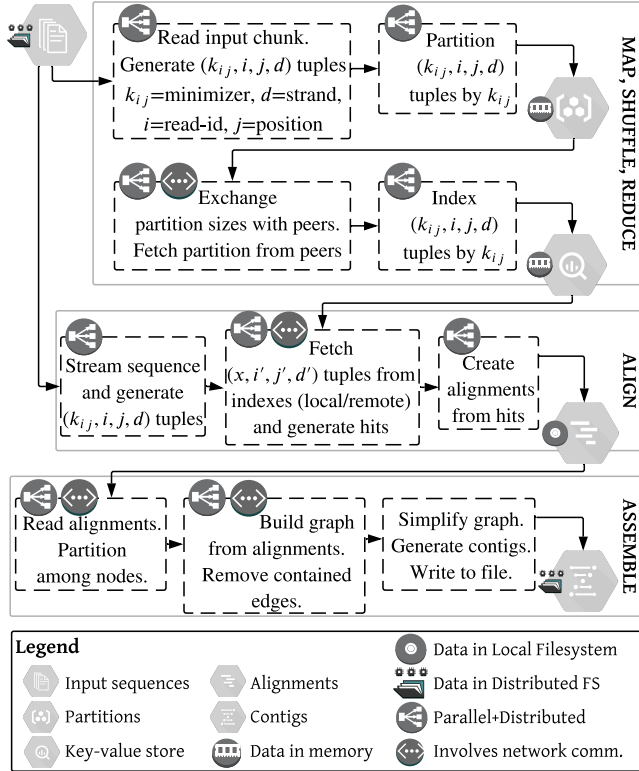 Read input chunk.
Generate (k_ij, i, j, d) tuples
k_ij=minimizer, d=strand,
i=read-id, j=position
Partition
(k_ij, i, j, d)
tuples by k_ij
MAP, SHUFFLE, REDUCE
Exchange
partition sizes with peers.
Fetch partition from peers
Index
(k_ij, i, j, d)
tuples by k_ij
Stream sequence
and generate
(k_ij, i, j, d) tuples
Fetch
(x, i′, j′, d′) tuples from
indexes (local/remote)
and generate hits
Create
alignments
from hits
ALIGN
Read alignments.
Partition
among nodes.
Build graph
from alignments.
Remove contained
edges.
Simplify graph.
Generate contigs.
Write to file.
ASSEMBLE
Legend
Input sequences
Partitions
Key-value store
Alignments
Contigs
Data in memory
Data in Local Filesystem
Data in Distributed FS
Parallel+Distributed
Involves network comm.